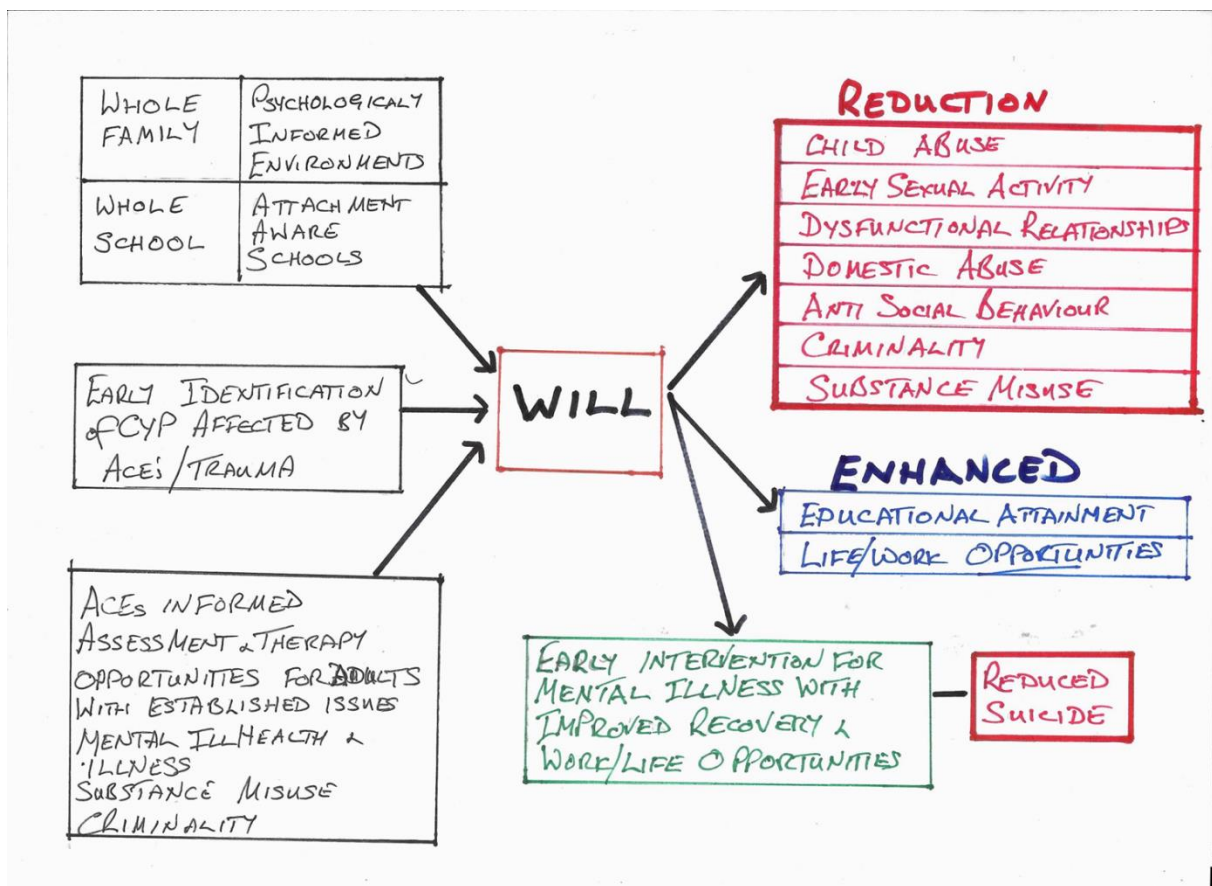 WHOLE
FAMILY
PSYCHOLOGICALY
INFORMED
ENVIRONMENTS
WHOLE
SCHOOL
ATTACHMENT
AWARE
SCHOOLS
EARLY IDENTIFICATION
of CYP AFFECTED BY
ACE's/TRAUMA
ACEs INFORMED
ASSESSMENT & THERAPY
OPPORTUNITIES FOR ADULTS
WITH ESTABLISHED ISSUES
MENTAL ILL HEALTH &
ILLNESS
SUBSTANCE MISUSE
CRIMINALITY
WILL
REDUCTION
CHILD ABUSE
EARLY SEXUAL ACTIVITY
DYSFUNCTIONAL RELATIONSHIPS
DOMESTIC ABUSE
ANTI SOCIAL BEHAVIOUR
CRIMINALITY
SUBSTANCE MISUSE
ENHANCED
EDUCATIONAL ATTAINMENT
LIFE/WORK OPPORTUNITIES
EARLY INTERVENTION FOR
MENTAL ILLNESS WITH
IMPROVED RECOVERY &
WORK/LIFE OPPORTUNITIES
REDUCED
SUICIDE